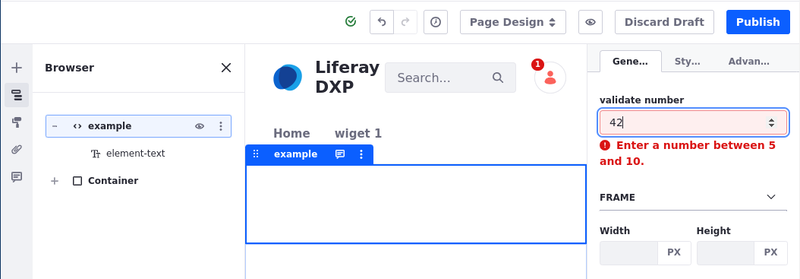 Page Design
Discard Draft
Publish
Browser
example
element-text
Container
Liferay
DXP
Search...
1
Home wiget 1
example
Gene... Sty... Advan...
validate number
42
Enter a number between 5
and 10.
FRAME
Width Height
PX PX